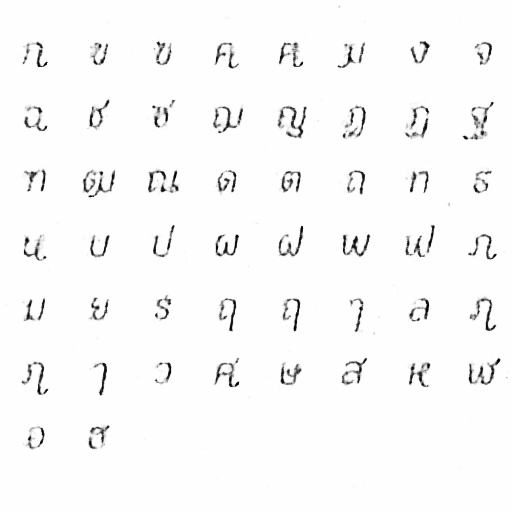 ก ข ฃ ค ฅ ฆ ง จ
ฉ ช ซ ฌ ญ ฎ ฏ ฐ
ฑ ฒ ณ ด ต ถ ท ธ
น บ ป ผ ฝ พ ฟ ภ
ม ย ร ฤ ฤ ๅ ล ฦ
ฦ ๅ ว ศ ษ ส ห ฬ
อ ฮ